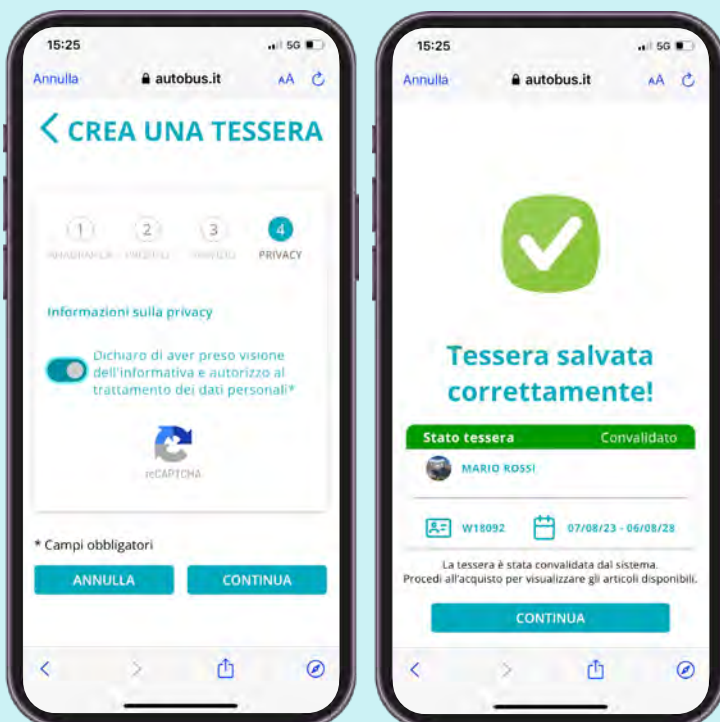 15:25
5G
Annulla
autobus.it
AA
CREA UNA TESSERA
1
2
3
4
PRIVACY
Informazioni sulla privacy
Dichiaro di aver preso visione
dell'informativa e autorizzo al
trattamento dei dati personali*
reCAPTCHA
* Campi obbligatori
ANNULLA
CONTINUA
15:25
5G
Annulla
autobus.it
AA
Tessera salvata
correttamente!
Stato tessera
Convalidato
MARIO ROSSI
W18092
07/08/23 - 06/08/28
La tessera è stata convalidata dal sistema.
Procedi all'acquisto per visualizzare gli articoli disponibili.
CONTINUA